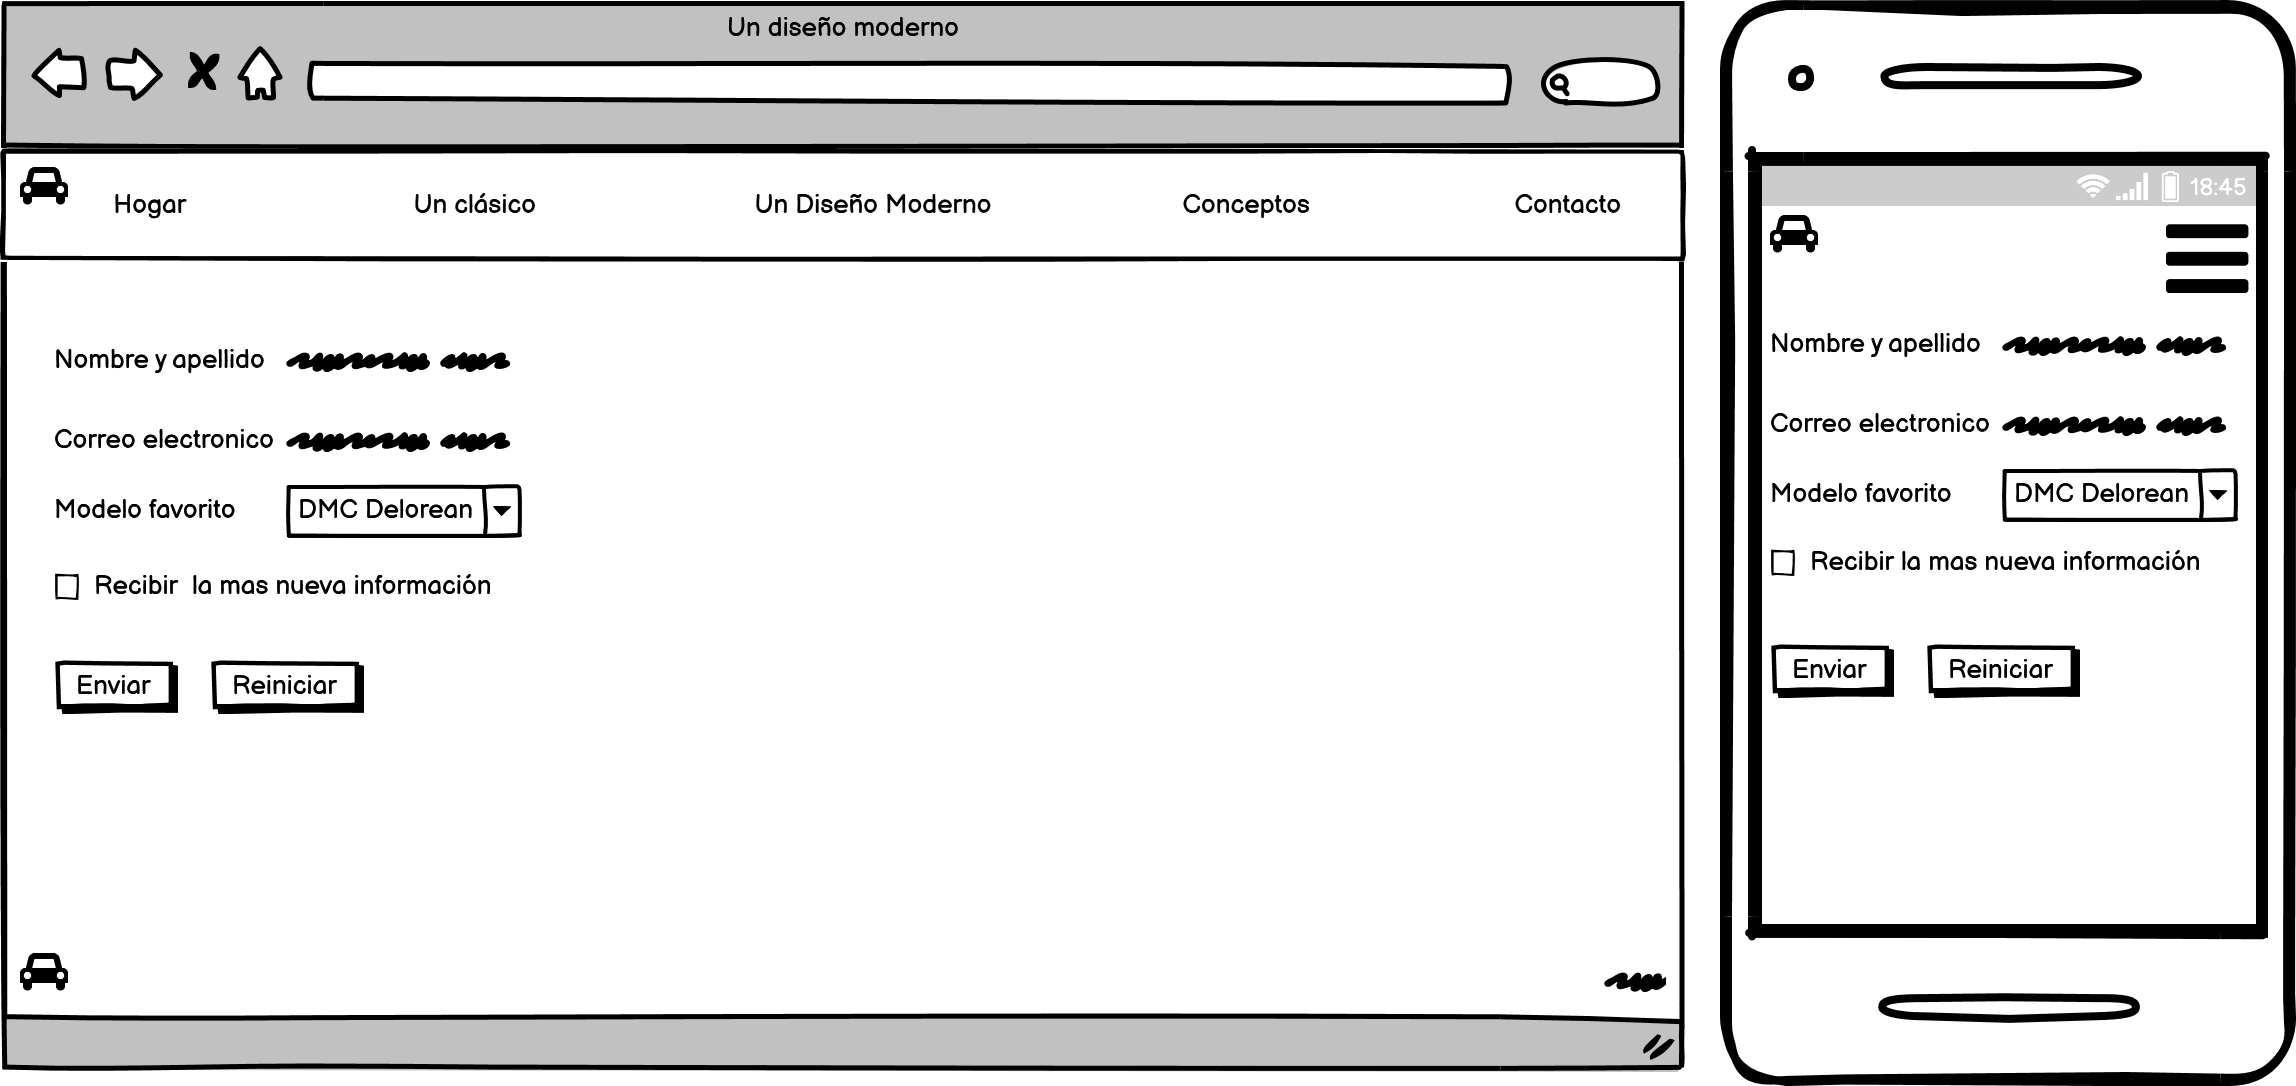 Un diseño moderno
Hogar Un clásico Un Diseño Moderno Conceptos Contacto
Nombre y apellido
Correo electronico
Modelo favorito DMC Delorean
Recibir la mas nueva información
Enviar Reiniciar
18:45
Nombre y apellido
Correo electronico
Modelo favorito DMC Delorean
Recibir la mas nueva información
Enviar Reiniciar